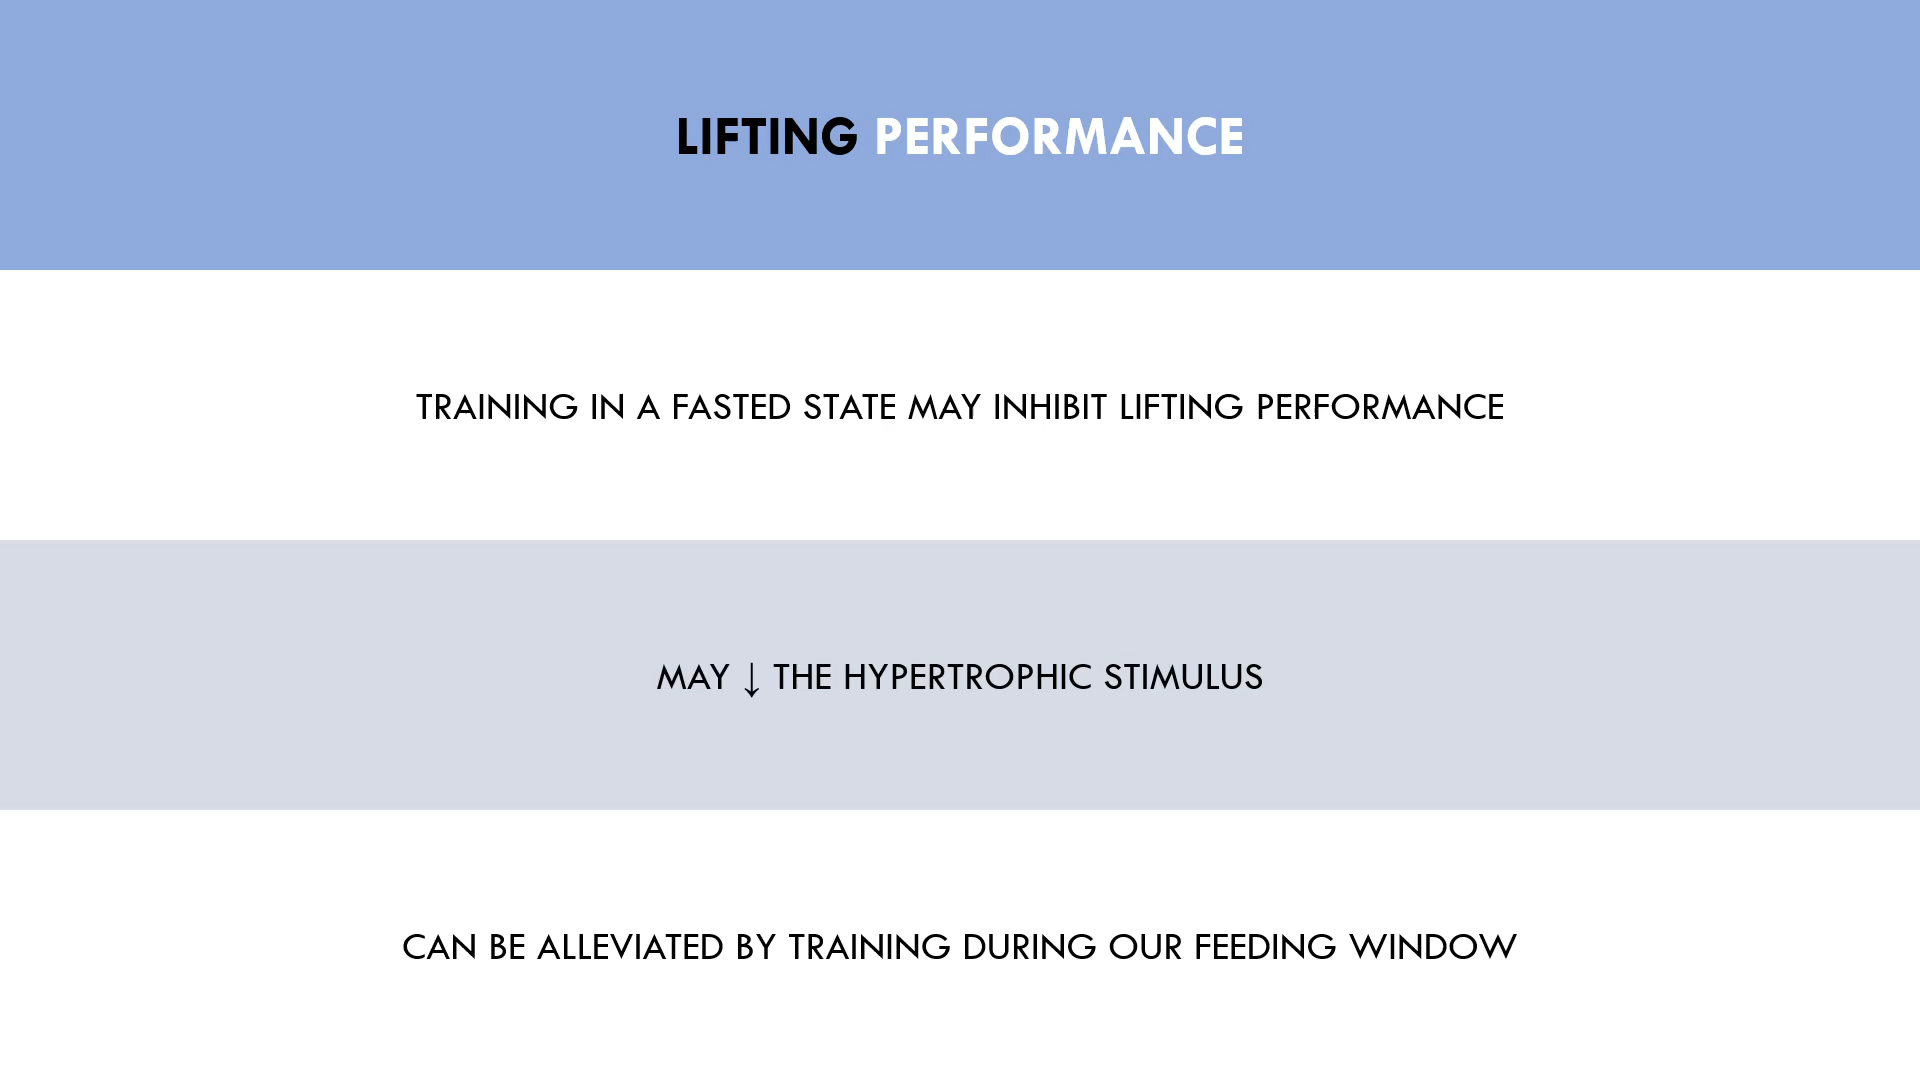 LIFTING PERFORMANCE
TRAINING IN A FASTED STATE MAY INHIBIT LIFTING PERFORMANCE
MAY ↓ THE HYPERTROPHIC STIMULUS
CAN BE ALLEVIATED BY TRAINING DURING OUR FEEDING WINDOW